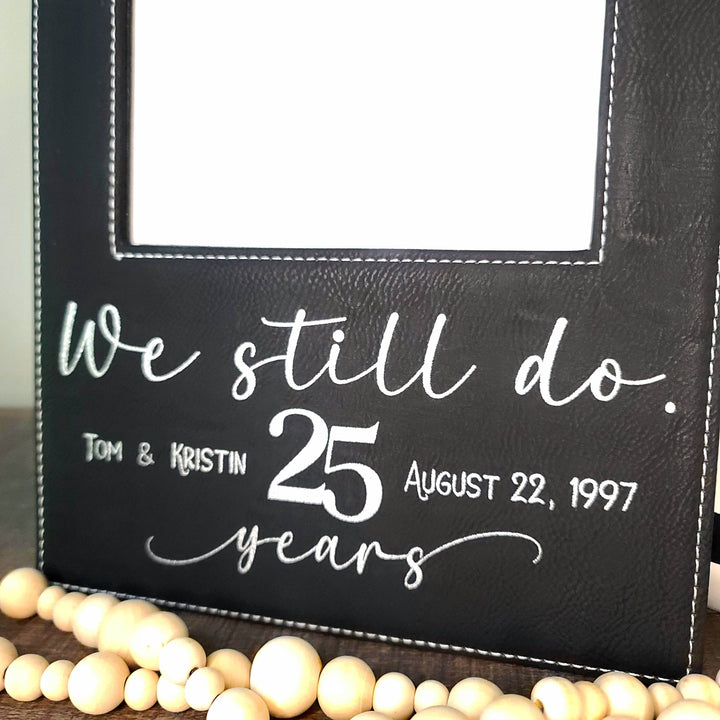 We still do.
Tom & Kristin 25 August 22, 1997
years